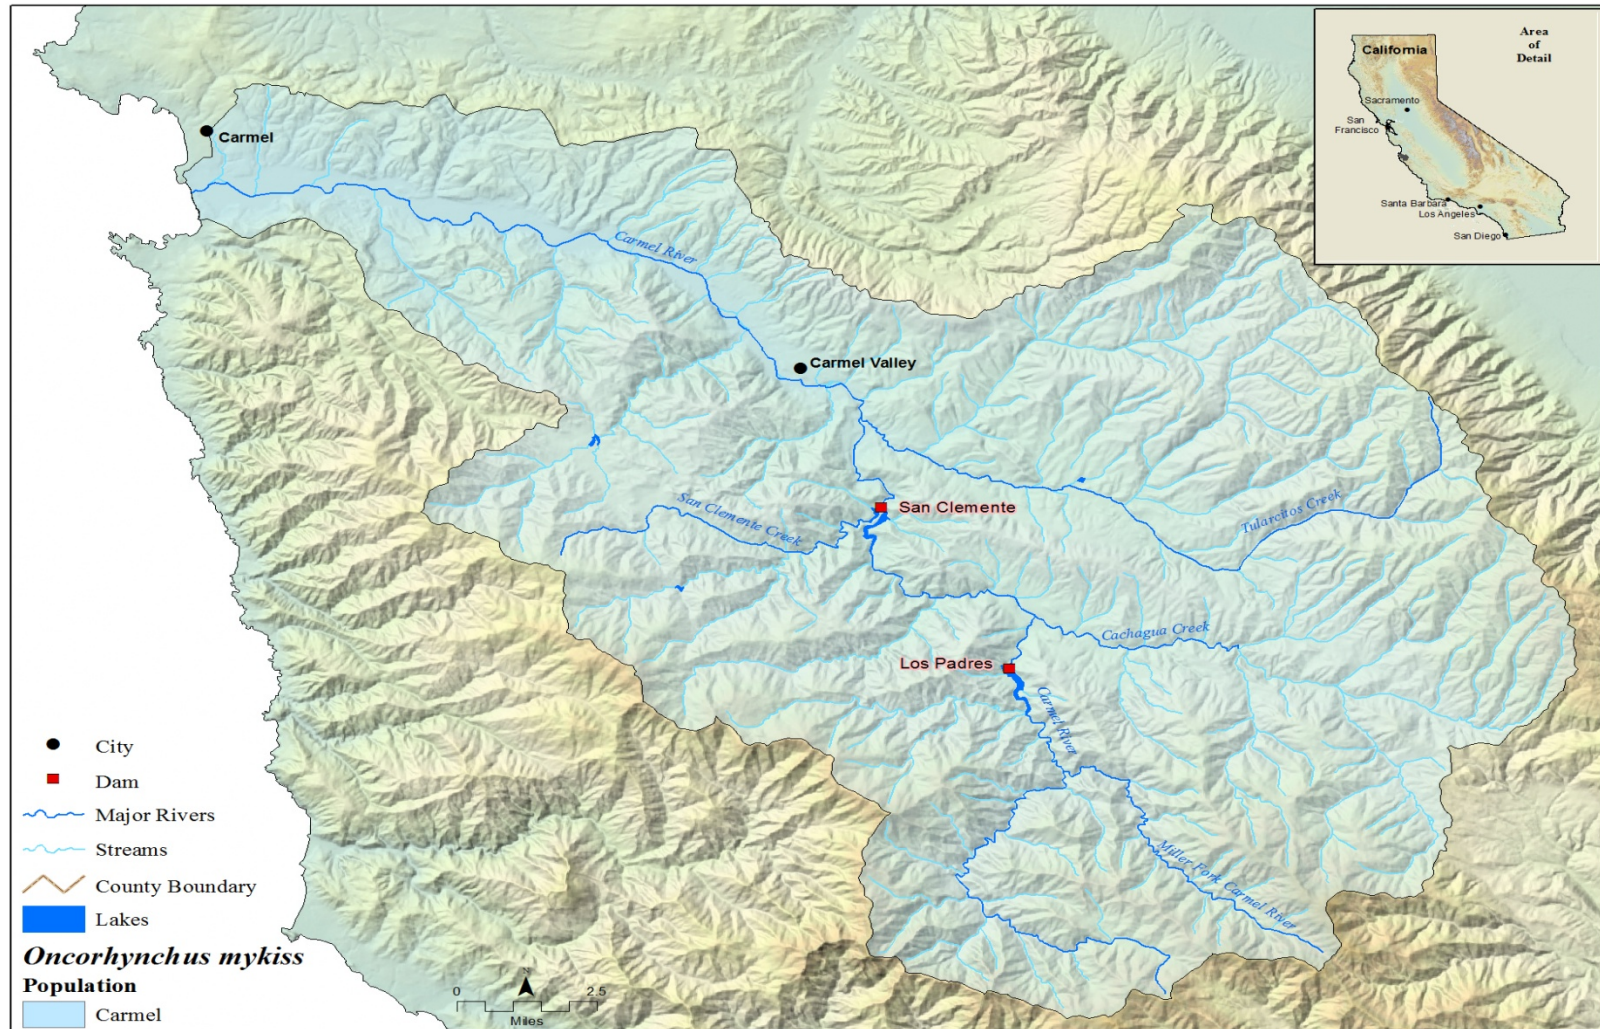 Area
of
Detail
California
Sacramento
San
Francisco
Santa Barbara
Los Angeles
San Diego
Carmel
Carmel River
Carmel Valley
San Clemente
San Clemente Creek
Tularcitos Creek
Cachagua Creek
Los Padres
Carmel River
Miller Fork Carmel River
City
Dam
Major Rivers
Streams
County Boundary
Lakes
Oncorhynchus mykiss
Population
Carmel
N
0 2.5
Miles